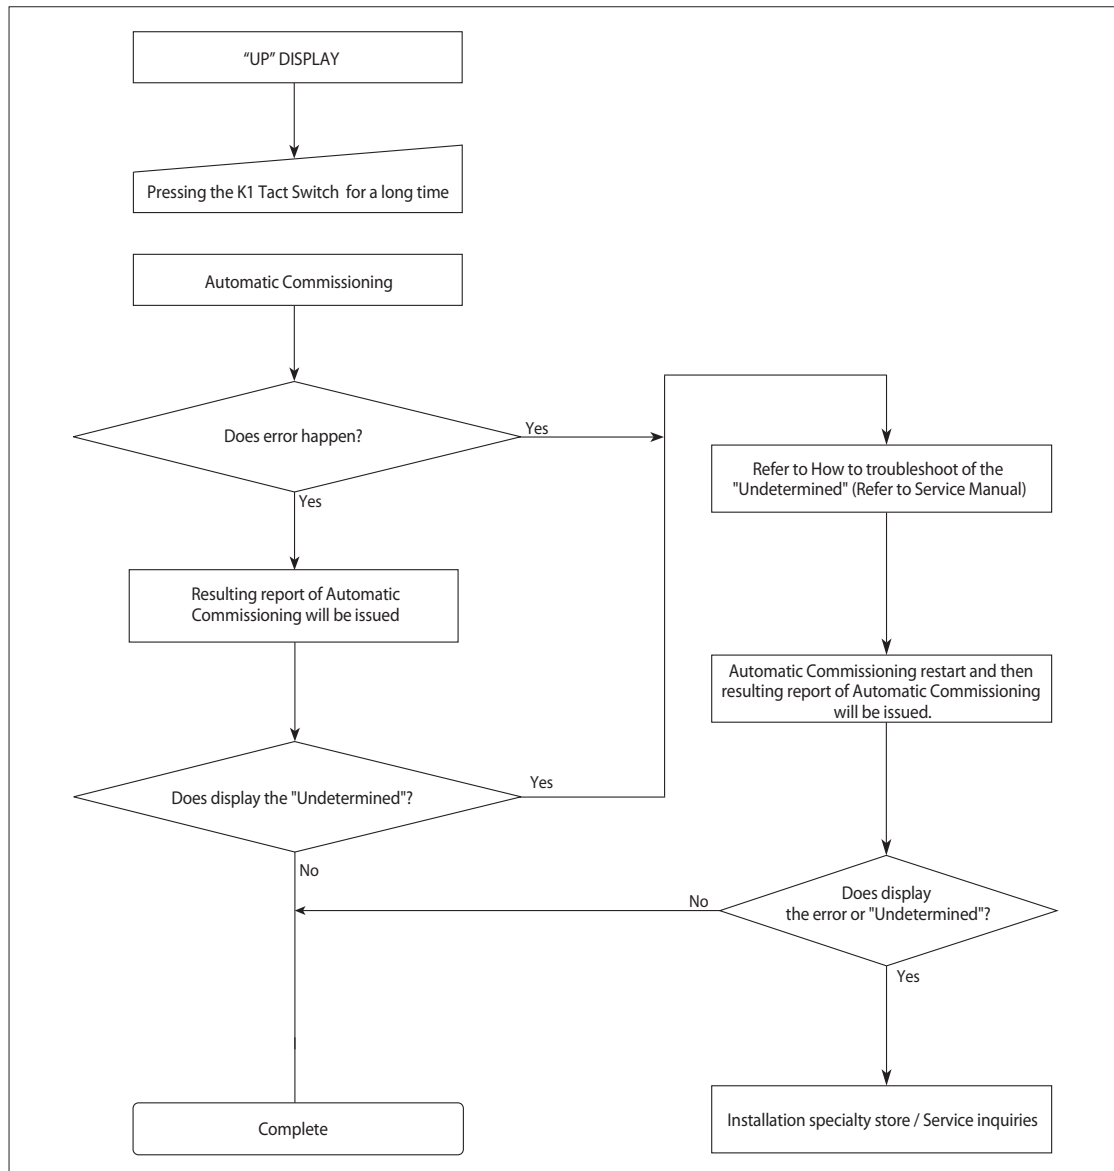 “UP” DISPLAY
Pressing the K1 Tact Switch for a long time
Automatic Commissioning
Does error happen?
Yes
Yes
Resulting report of Automatic
Commissioning will be issued
Does display the "Undetermined"?
Yes
No
Complete
Refer to How to troubleshoot of the
"Undetermined" (Refer to Service Manual)
Automatic Commissioning restart and then
resulting report of Automatic Commissioning
will be issued.
Does display
the error or "Undetermined"?
No
Yes
Installation specialty store / Service inquiries